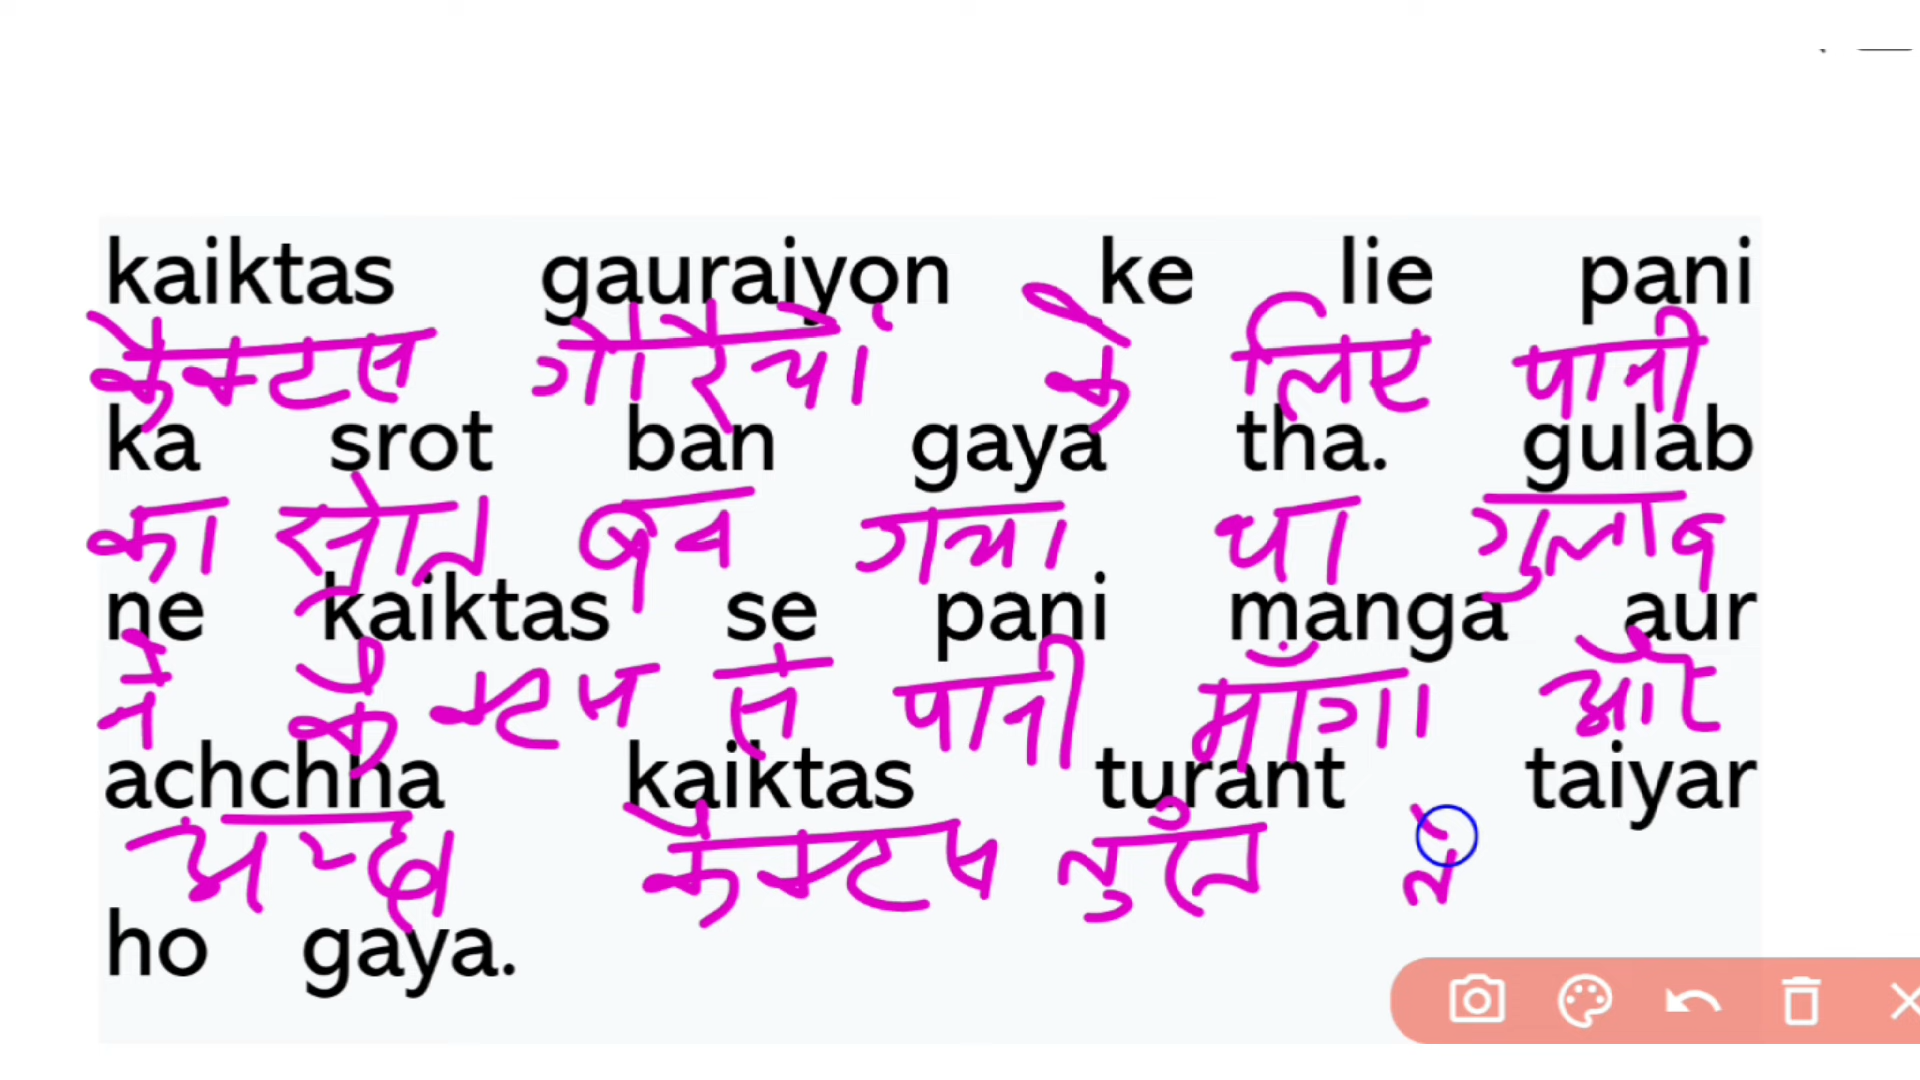 kaiktas gauraiyon ke lie pani
कैक्टस गौरैयों के लिए पानी
ka srot ban gaya tha. gulab
का स्रोत बन गया था गुलाब
ne kaiktas se pani manga aur
ने कैक्टस से पानी माँगा और
achchha kaiktas turant taiyar
अच्छा कैक्टस तुरंत तै
ho gaya.